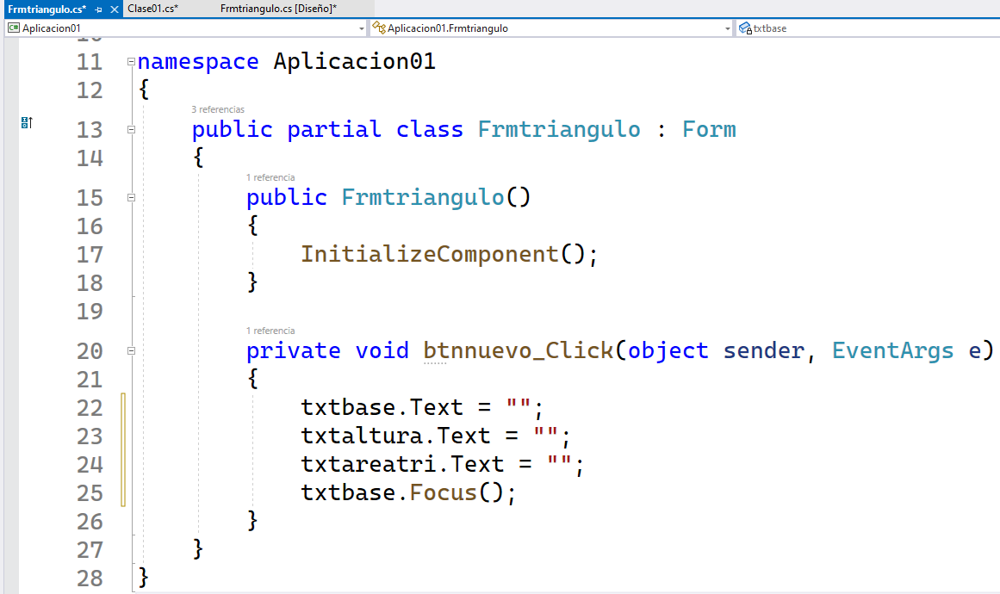 Frmtriangulo.cs* Clase01.cs* Frmtriangulo.cs [Diseño]*
C# Aplicacion01 Aplicacion01.Frmtriangulo txtbase
11 namespace Aplicacion01
12 {
3 referencias
13 public partial class Frmtriangulo : Form
14 {
1 referencia
15 public Frmtriangulo()
16 {
17 InitializeComponent();
18 }
19
1 referencia
20 private void btnnuevo_Click(object sender, EventArgs e)
21 {
22 txtbase.Text = "";
23 txtaltura.Text = "";
24 txtareatri.Text = "";
25 txtbase.Focus();
26 }
27 }
28 }